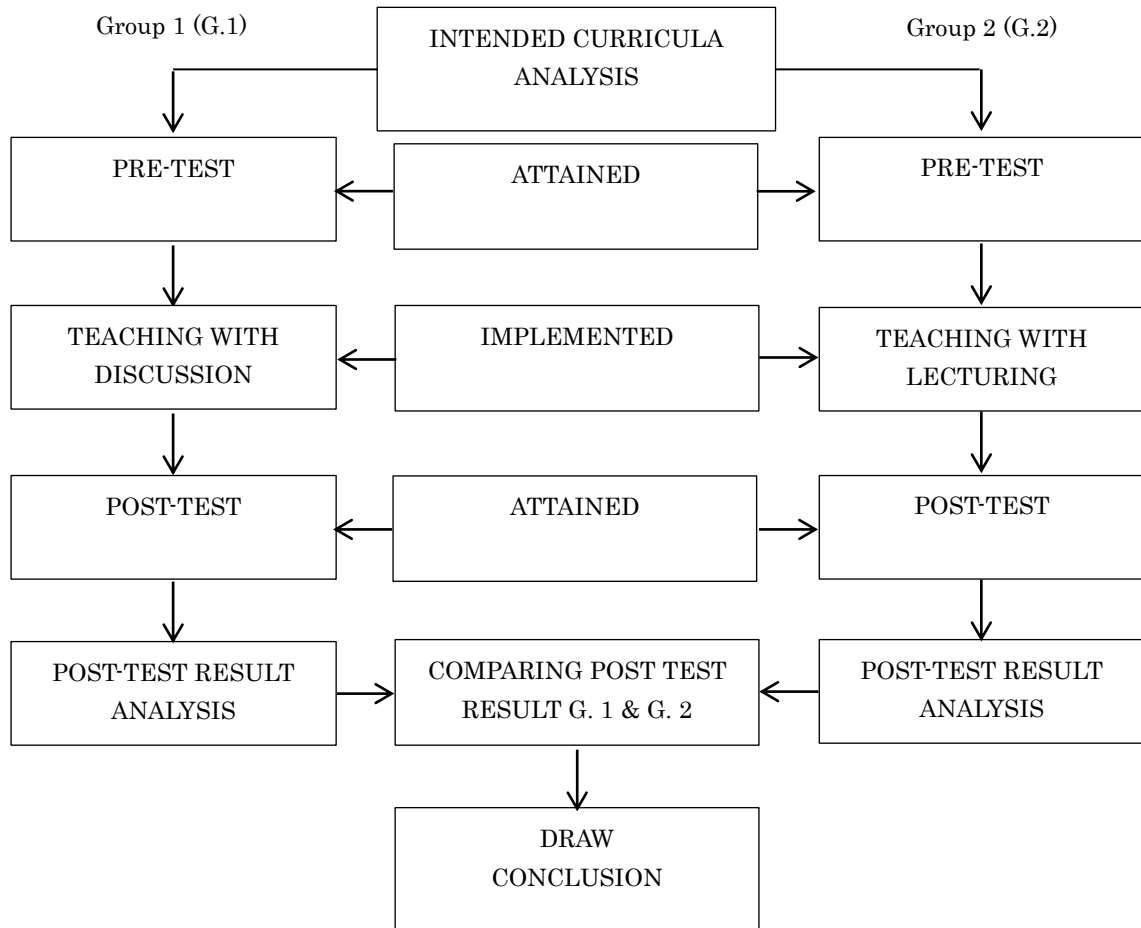 Group 1 (G.1)
INTENDED CURRICULA
ANALYSIS
Group 2 (G.2)
PRE-TEST
ATTAINED
PRE-TEST
TEACHING WITH
DISCUSSION
IMPLEMENTED
TEACHING WITH
LECTURING
POST-TEST
ATTAINED
POST-TEST
POST-TEST RESULT
ANALYSIS
COMPARING POST TEST
RESULT G. 1 & G. 2
POST-TEST RESULT
ANALYSIS
DRAW
CONCLUSION